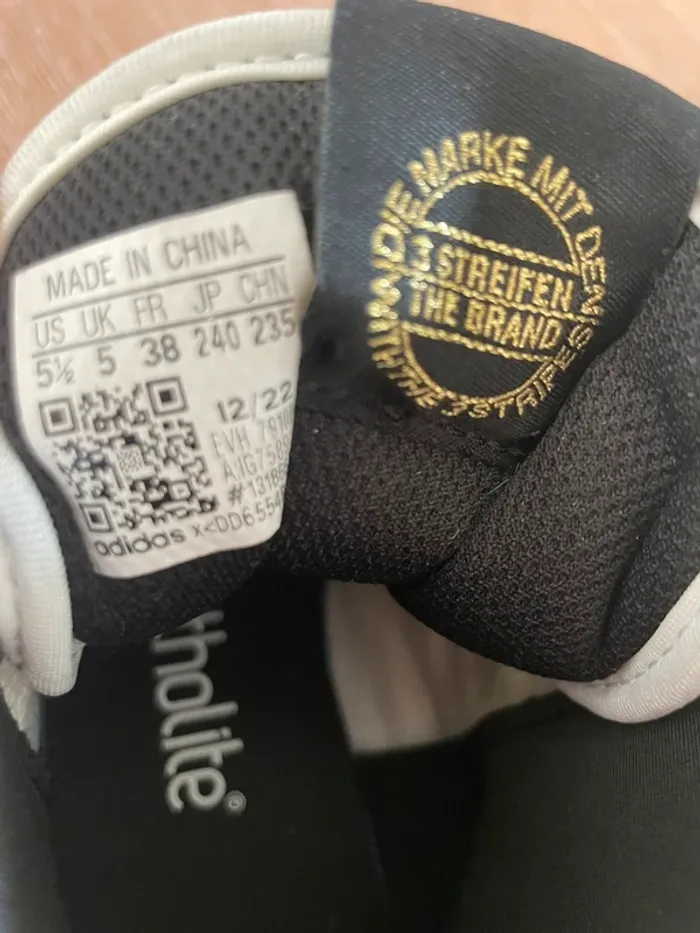 MADE IN CHINA
US UK FR JP CHN
5½ 5 38 240 235
12/22
EVH
adidas
DIE MARKE MIT DEN
3 STREIFEN
THE BRAND
WITH THE 3 STRIPES
tholite®